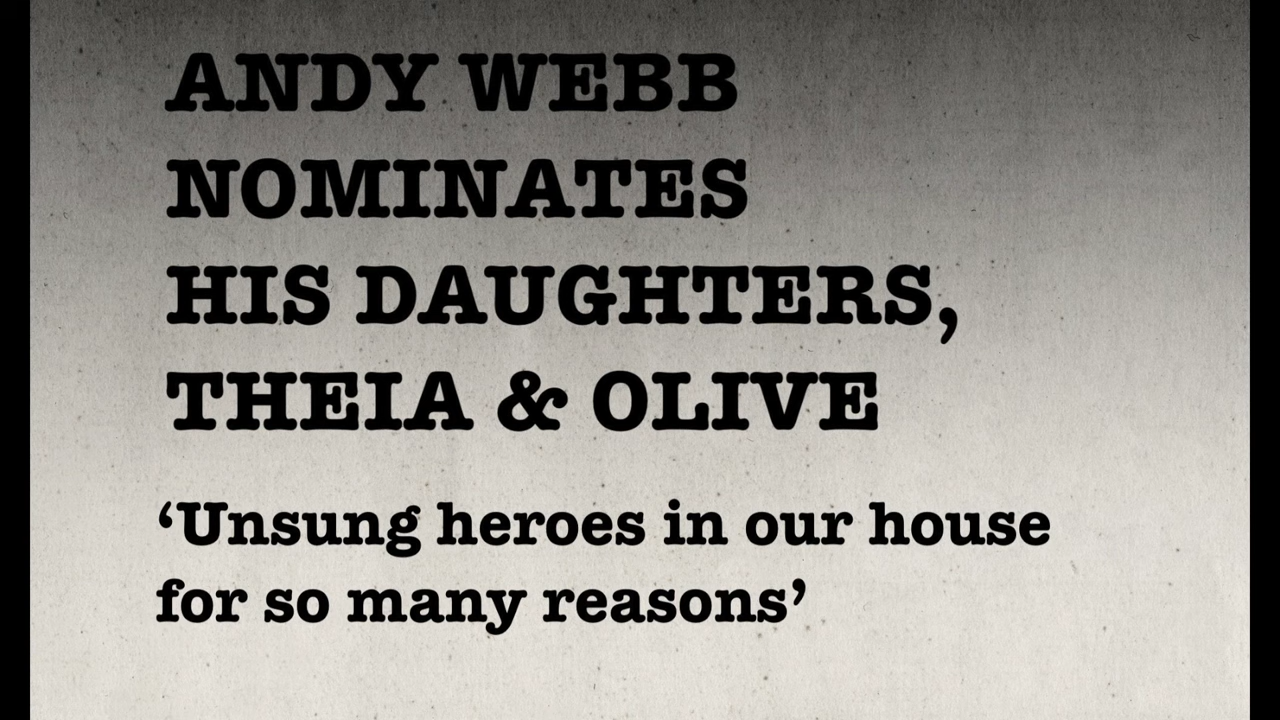 ANDY WEBB
NOMINATES
HIS DAUGHTERS,
THEIA & OLIVE
‘Unsung heroes in our house
for so many reasons’